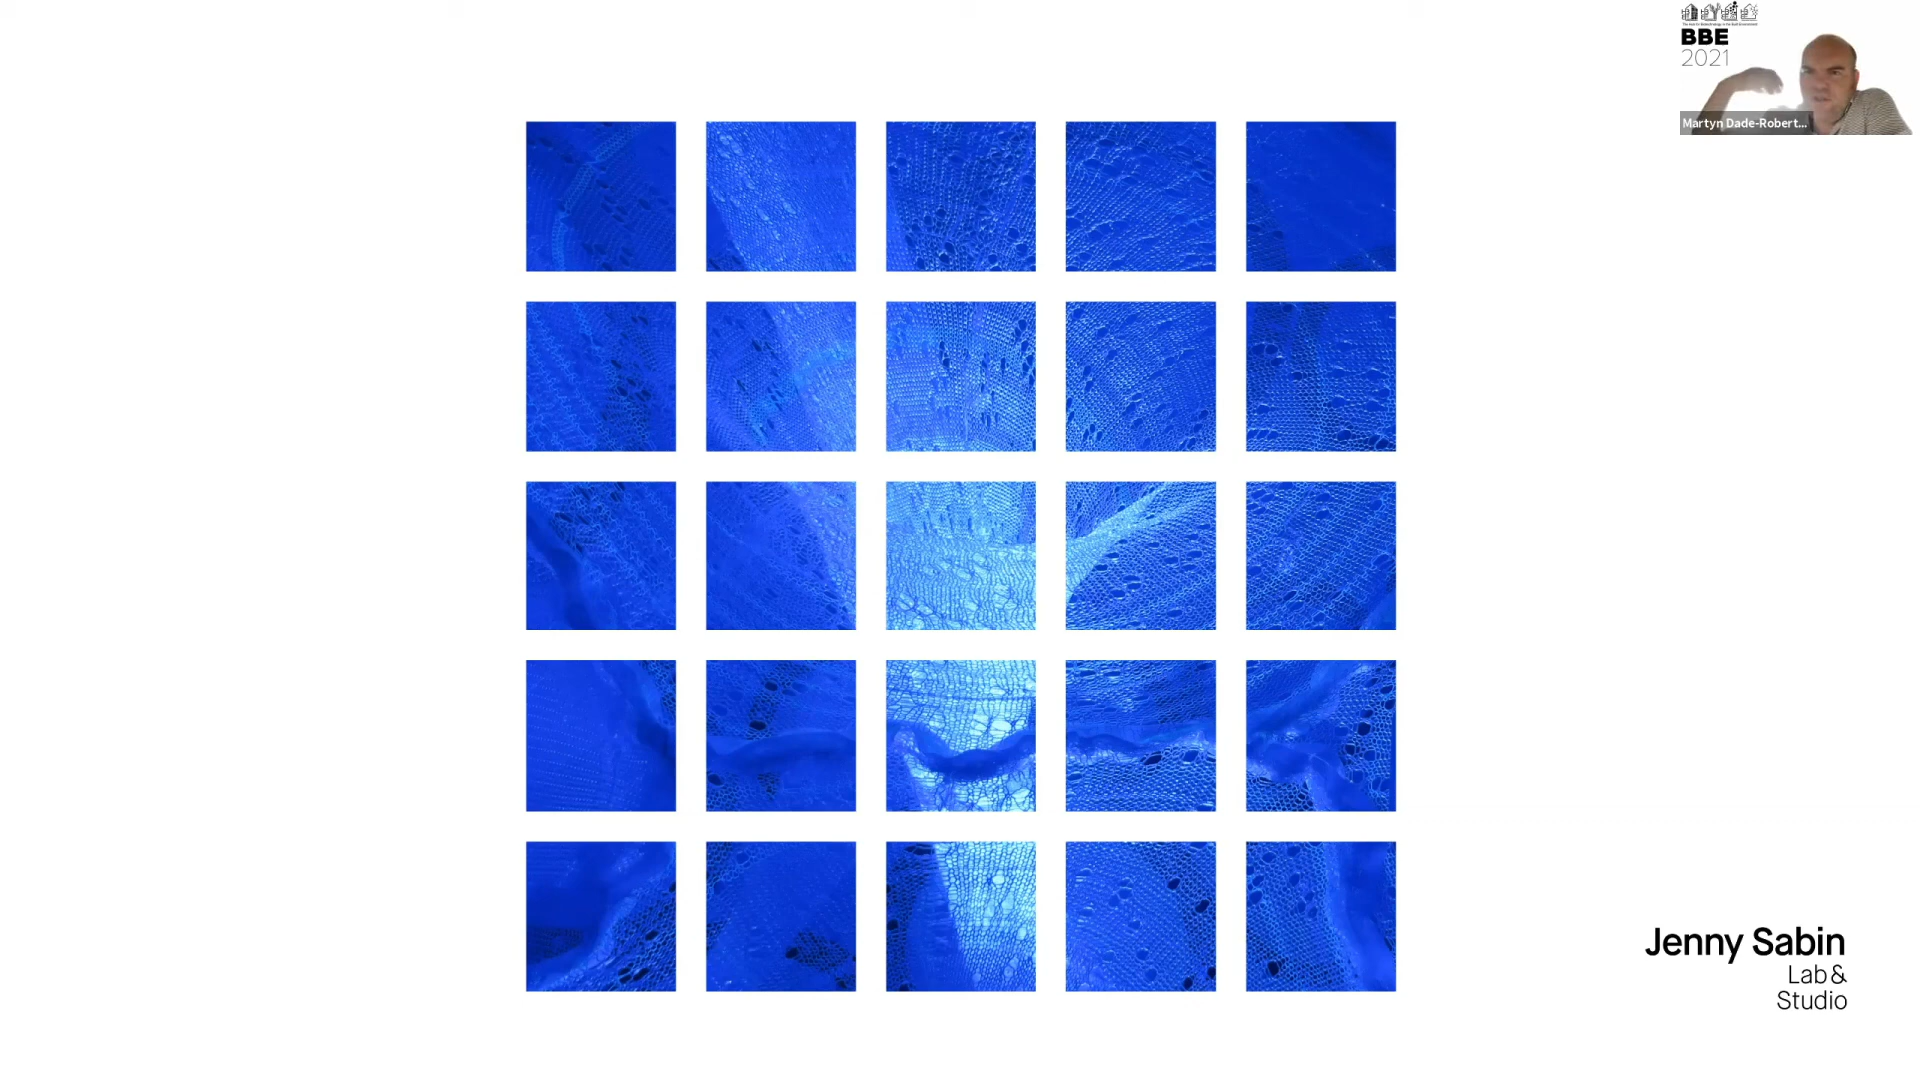 BBE
2021
Martyn Dade-Robert...
Jenny Sabin
Lab &
Studio